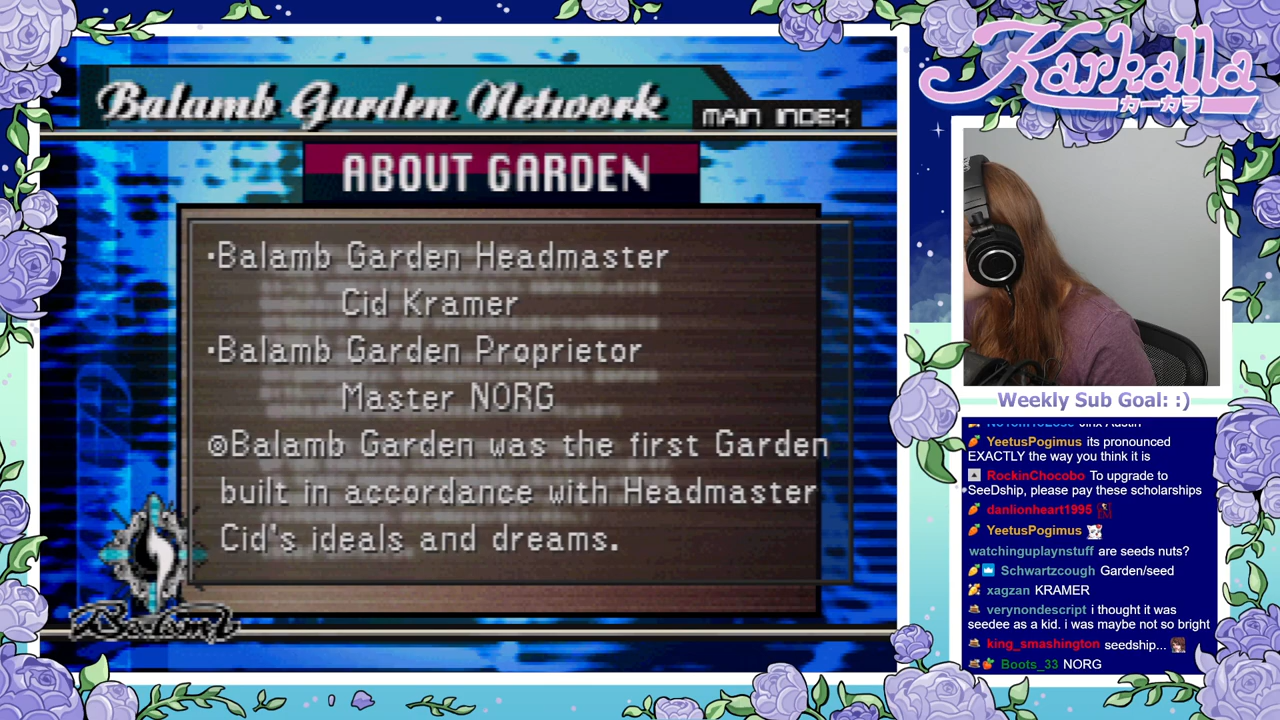 Balamb Garden Network
MAIN INDEX
ABOUT GARDEN
·Balamb Garden Headmaster
Cid Kramer
·Balamb Garden Proprietor
Master NORG
◎Balamb Garden was the first Garden
built in accordance with Headmaster
Cid's ideals and dreams.
Balamb
Karkalla
カーカラ
Weekly Sub Goal: :)
YeetusPogimus its pronounced
EXACTLY the way you think it is
RockinChocobo To upgrade to
SeeDship, please pay these scholarships
danlionheart1995
YeetusPogimus
watchinguplaynstuff are seeds nuts?
Schwartzcough Garden/seed
xagzan KRAMER
verynondescript i thought it was
seedee as a kid. i was maybe not so bright
king_smashington seedship...
Boots_33 NORG